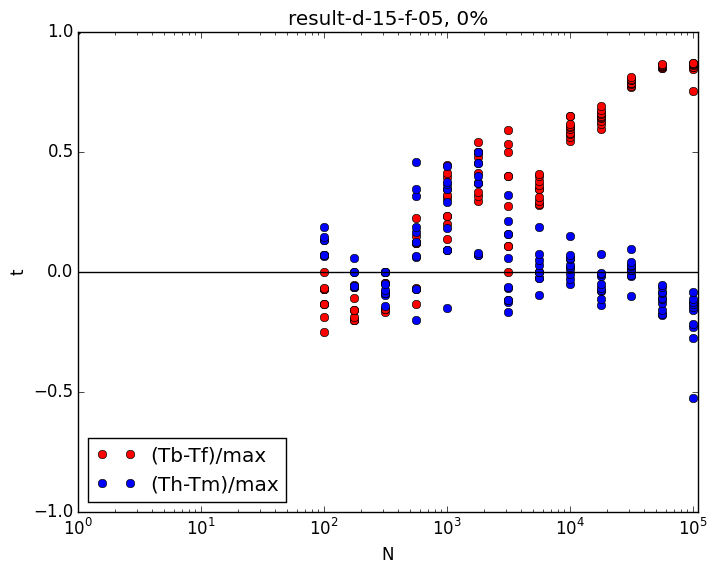 result-d-15-f-05, 0%
1.0
0.5
0.0
−0.5
−1.0
t
(Tb-Tf)/max
(Th-Tm)/max
10^0 10^1 10^2 10^3 10^4 10^5
N